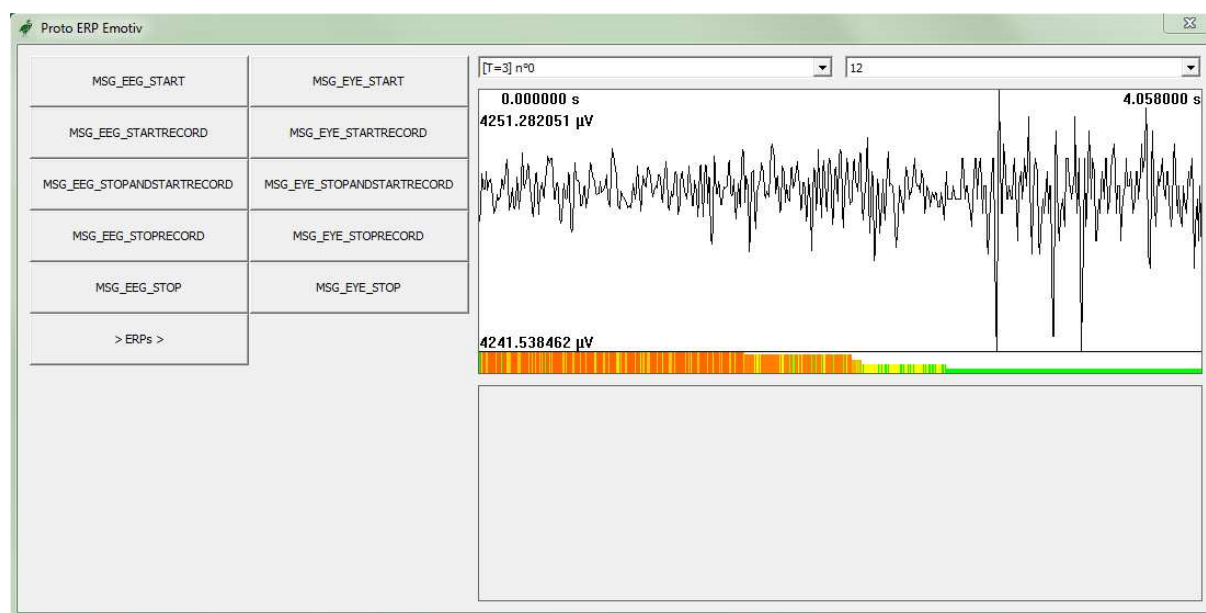 Proto ERP Emotiv
MSG_EEG_START
MSG_EYE_START
MSG_EEG_STARTRECORD
MSG_EYE_STARTRECORD
MSG_EEG_STOPANDSTARTRECORD
MSG_EYE_STOPANDSTARTRECORD
MSG_EEG_STOPRECORD
MSG_EYE_STOPRECORD
MSG_EEG_STOP
MSG_EYE_STOP
> ERPs >
[T=3] n°0
12
0.000000 s
4.058000 s
4251.282051 µV
4241.538462 µV